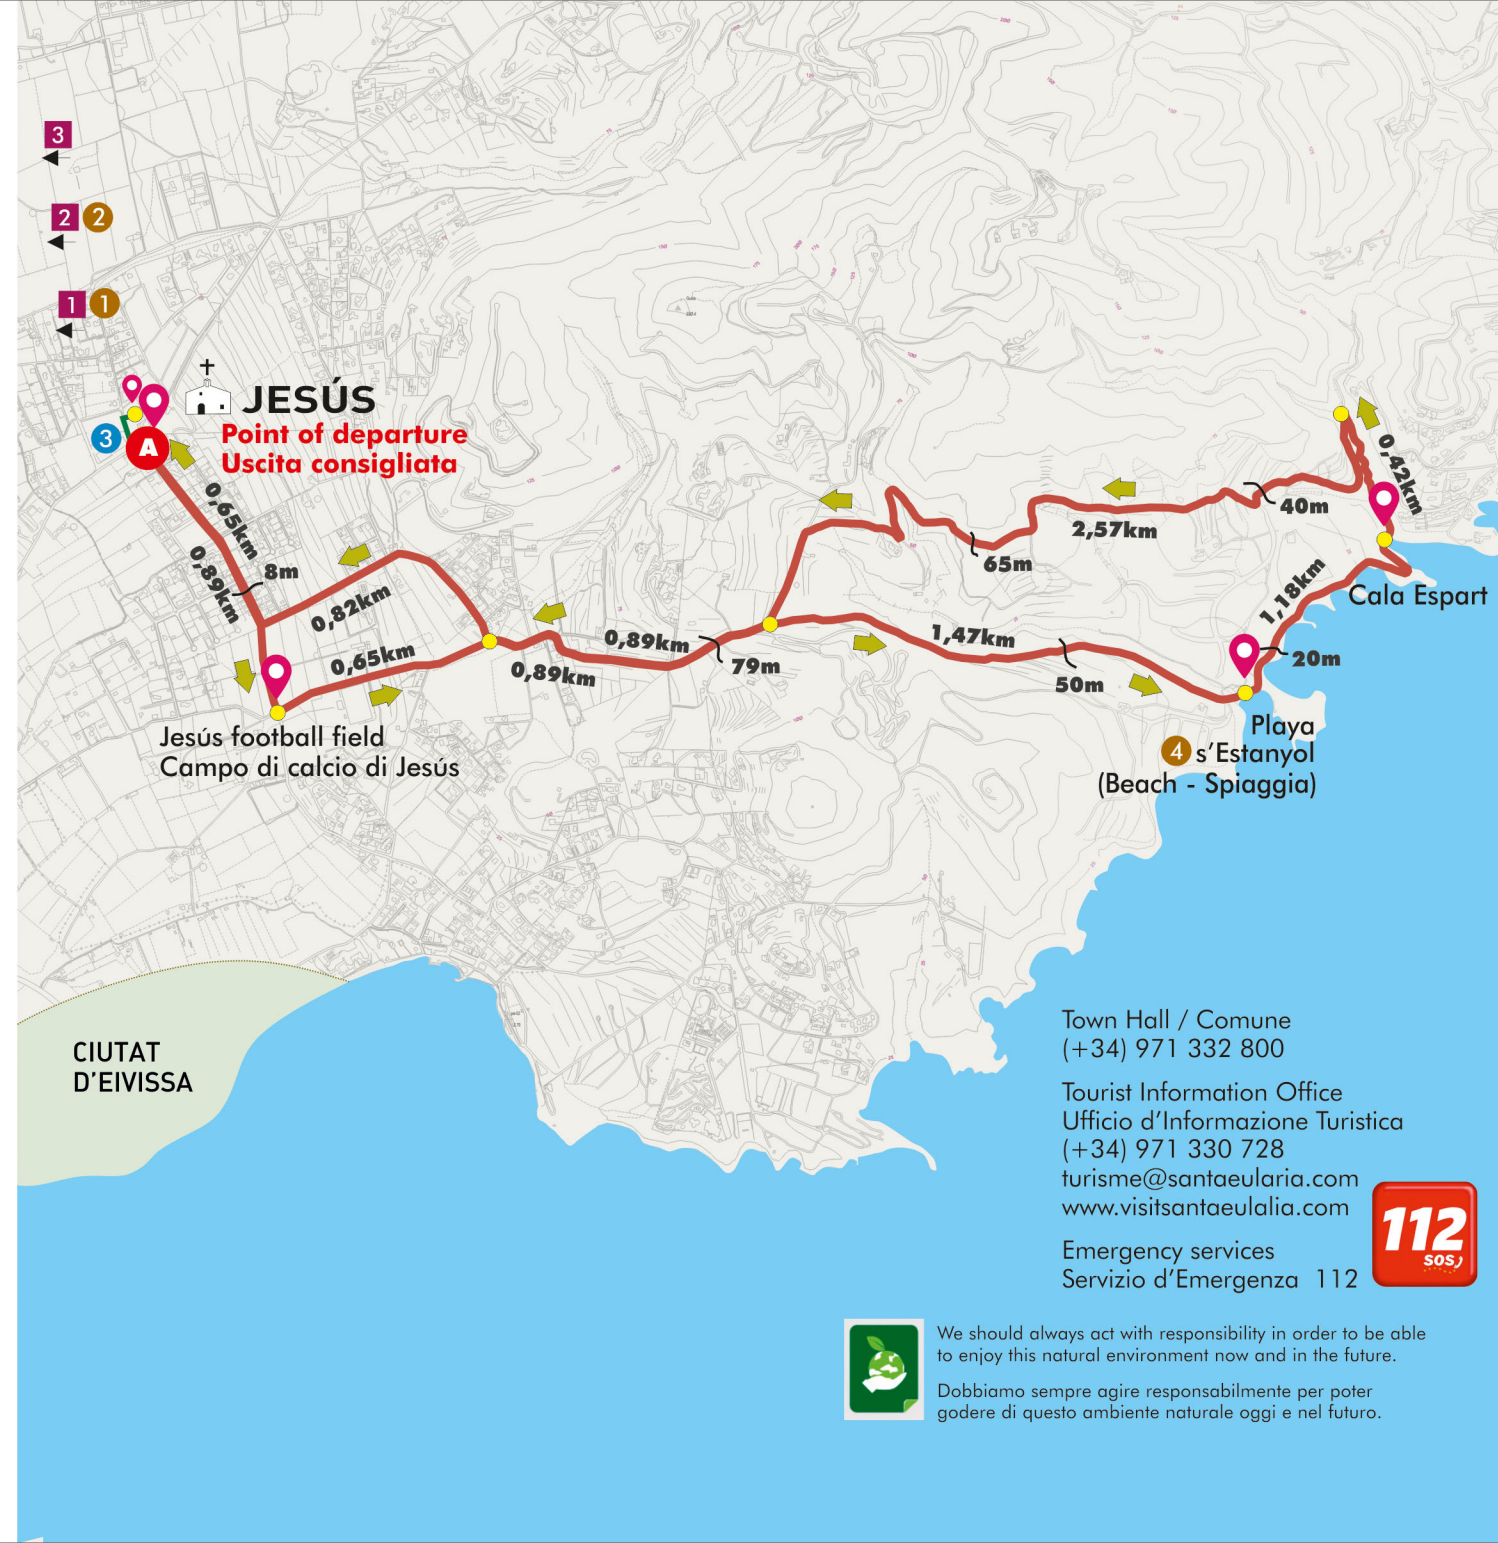 3
2 2
1 1
JESÚS
Point of departure
Uscita consigliata
3
A
0,65km
0,89km
8m
0,82km
0,65km
0,89km
0,89km
79m
65m
2,57km
40m
0,42km
1,47km
50m
1,18km
20m
Cala Espart
Playa
4 s'Estanyol
(Beach - Spiaggia)
Jesús football field
Campo di calcio di Jesús
CIUTAT
D'EIVISSA
Town Hall / Comune
(+34) 971 332 800
Tourist Information Office
Ufficio d'Informazione Turistica
(+34) 971 330 728
turisme@santaeularia.com
www.visitsantaeulalia.com
Emergency services
Servizio d'Emergenza 112
112
SOS
We should always act with responsibility in order to be able
to enjoy this natural environment now and in the future.
Dobbiamo sempre agire responsabilmente per poter
godere di questo ambiente naturale oggi e nel futuro.